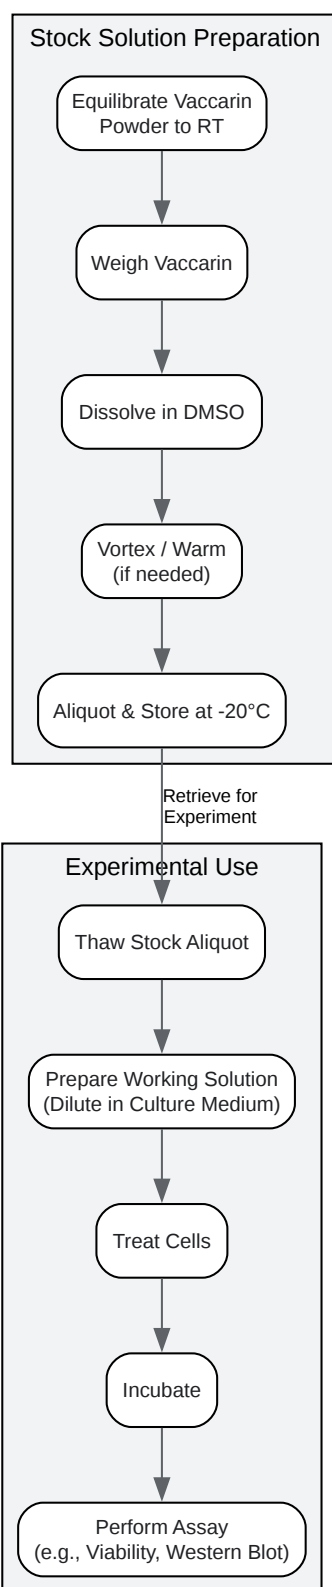 Stock Solution Preparation
Equilibrate Vaccarin
Powder to RT
Weigh Vaccarin
Dissolve in DMSO
Vortex / Warm
(if needed)
Aliquot & Store at -20°C
Retrieve for
Experiment
Experimental Use
Thaw Stock Aliquot
Prepare Working Solution
(Dilute in Culture Medium)
Treat Cells
Incubate
Perform Assay
(e.g., Viability, Western Blot)